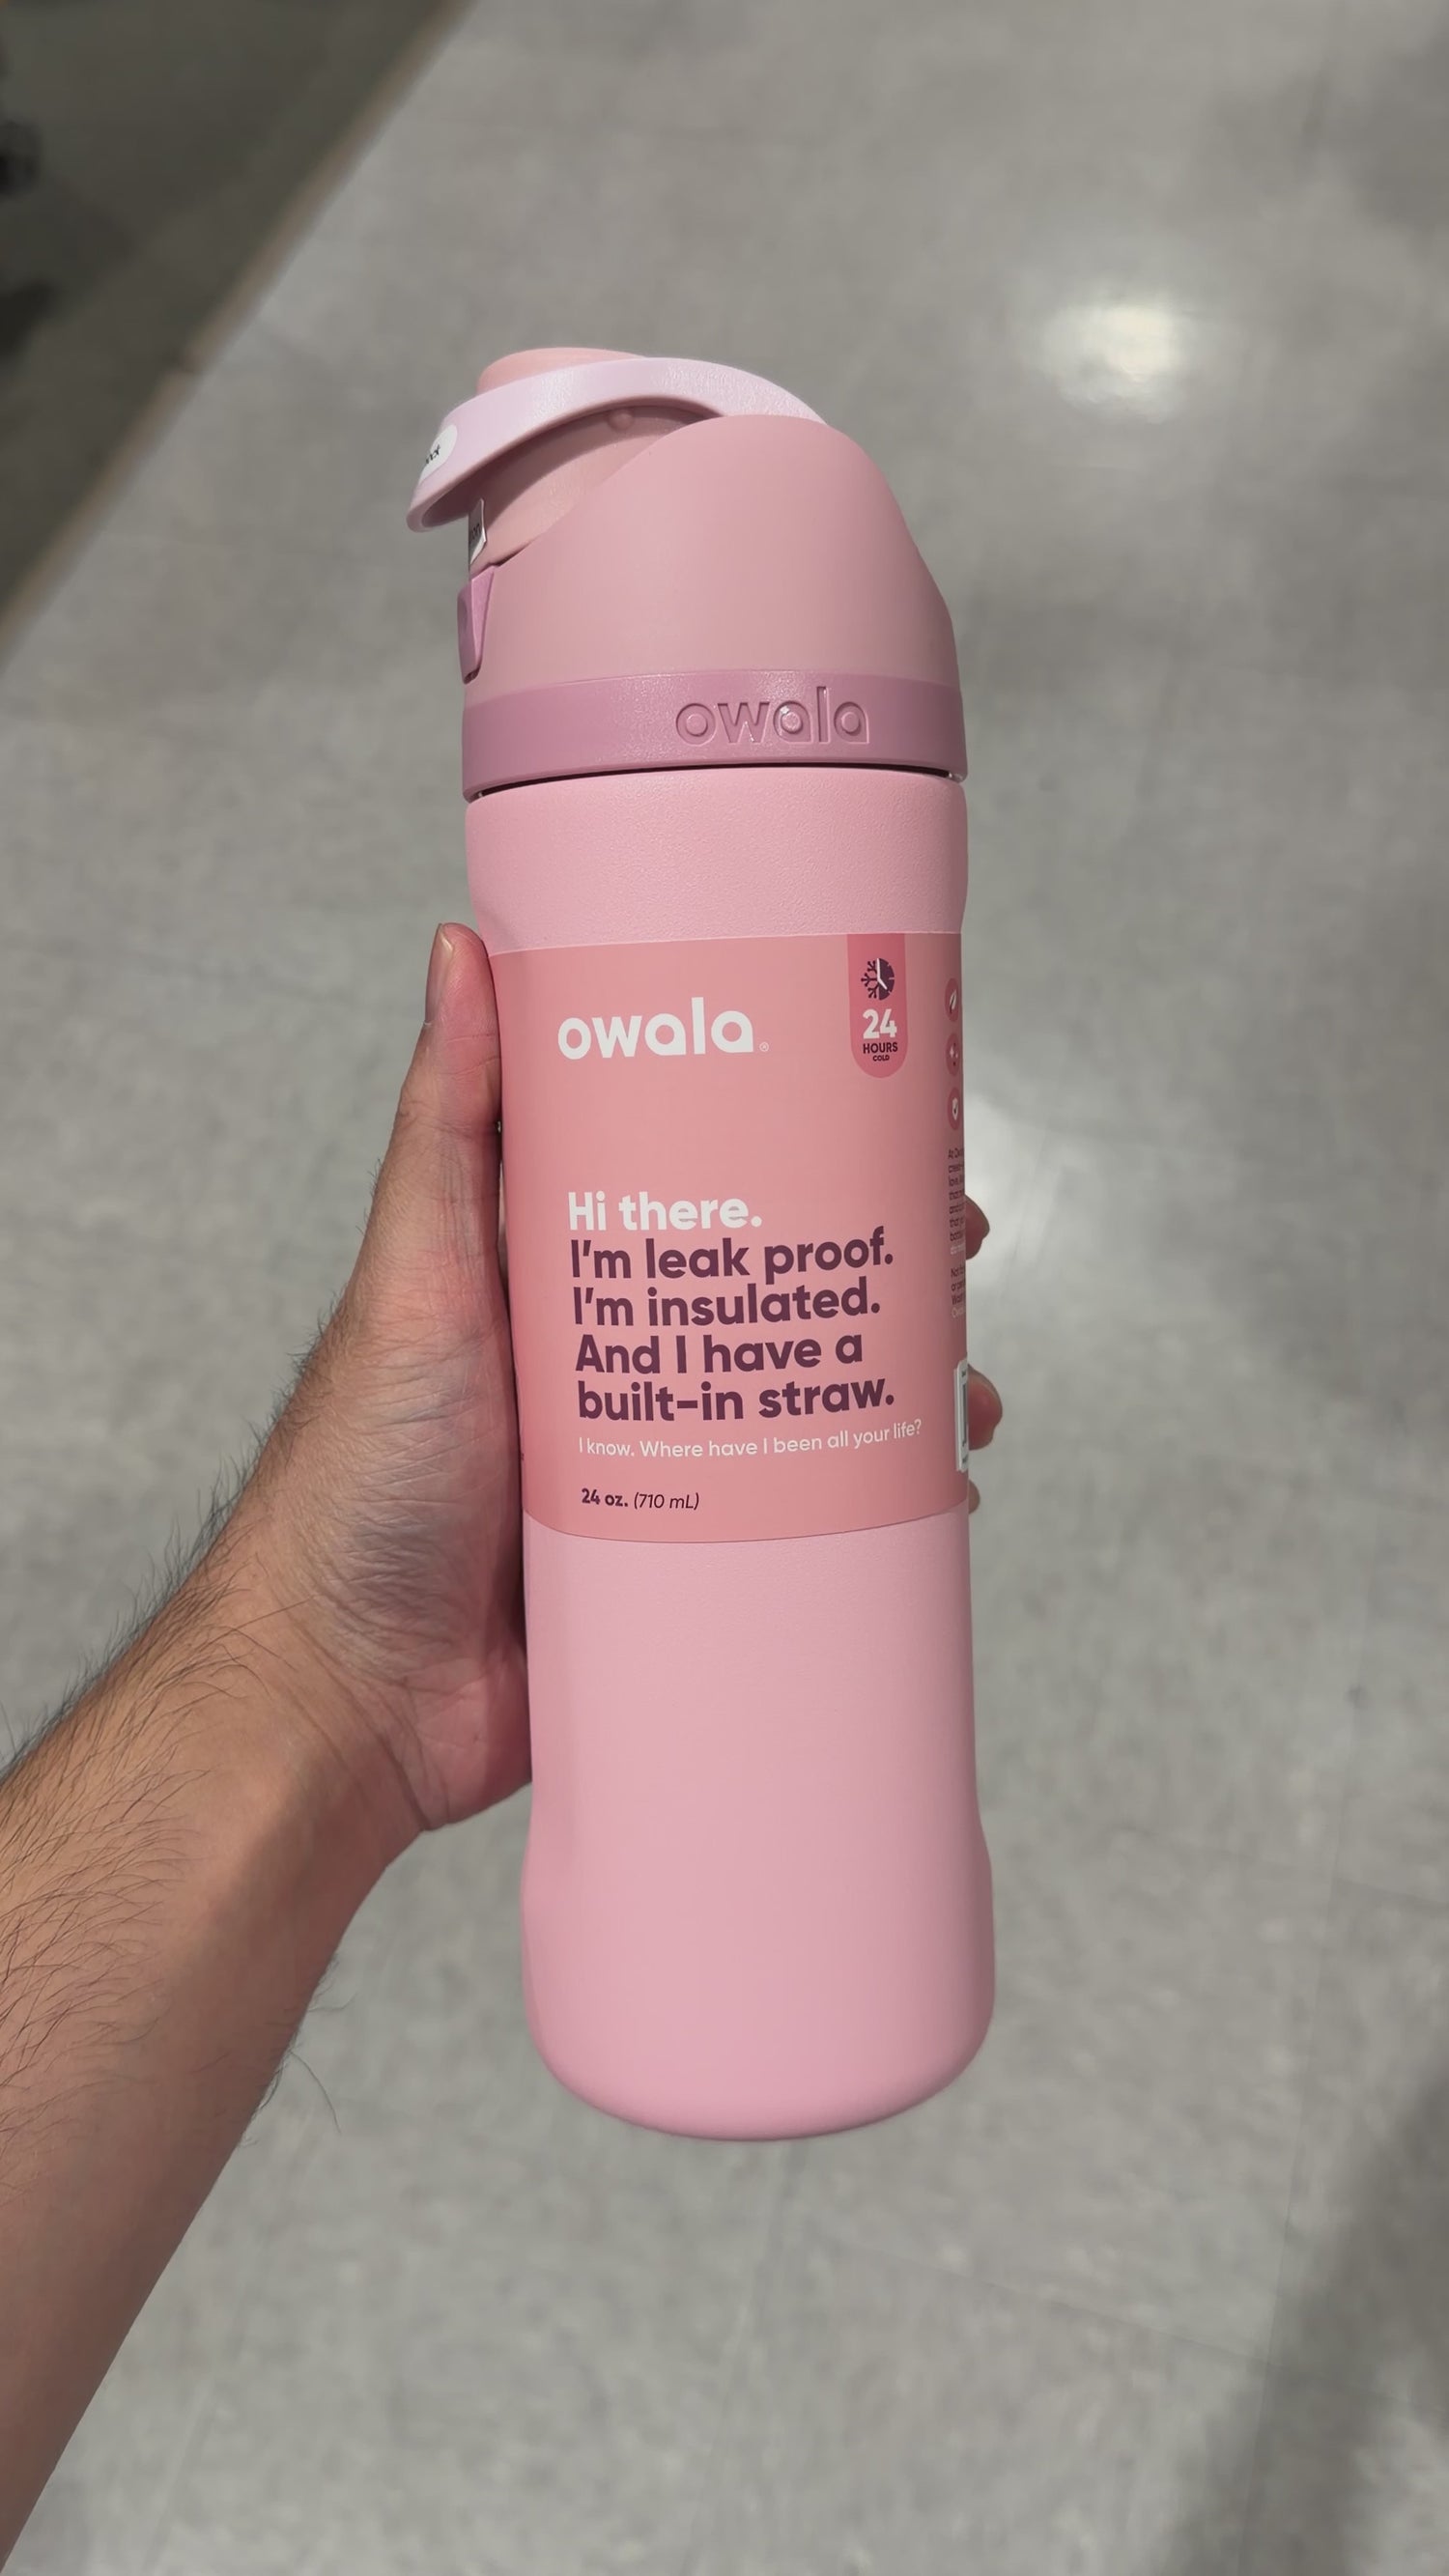 owala
owala®
24
HOURS
COLD
Hi there.
I'm leak proof.
I'm insulated.
And I have a
built-in straw.
I know. Where have I been all your life?
24 oz. (710 mL)